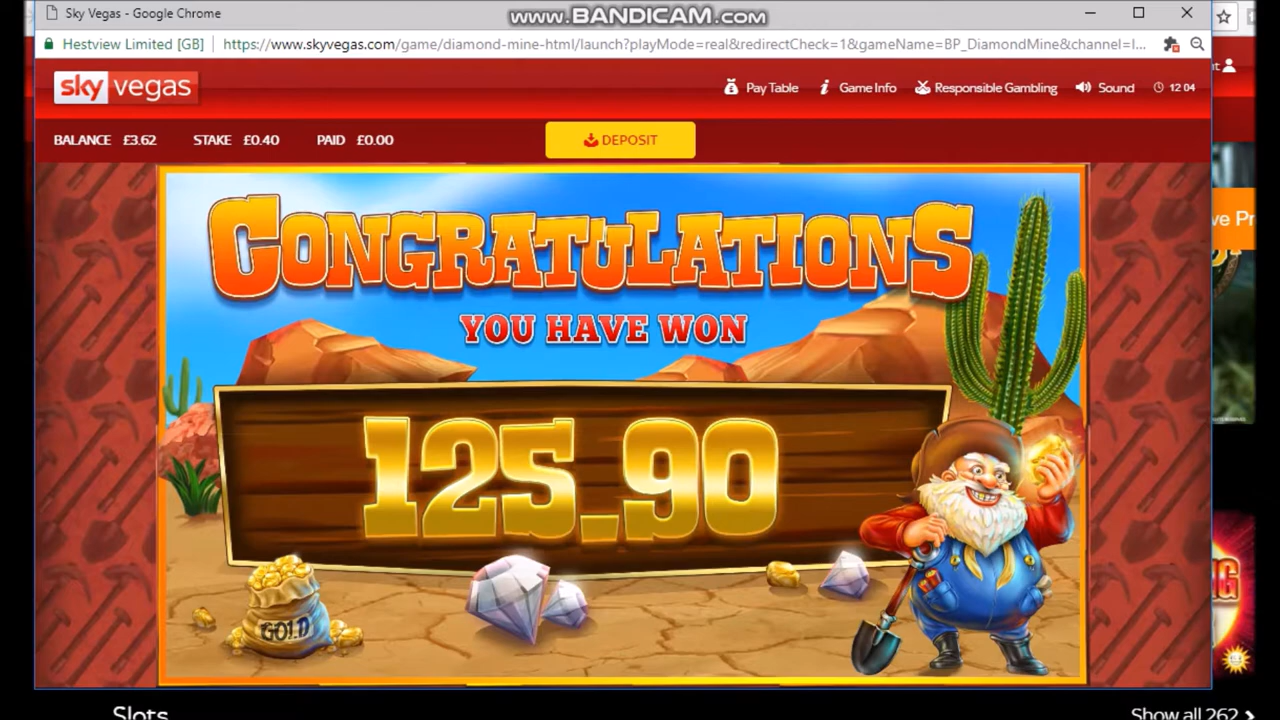 Sky Vegas - Google Chrome
www.BANDICAM.com
Hestview Limited [GB]
https://www.skyvegas.com/game/diamond-mine-html/launch?playMode=real&redirectCheck=1&gameName=BP_DiamondMine&channel=I...
sky vegas
Pay Table
Game Info
Responsible Gambling
Sound
12 04
BALANCE £3.62
STAKE £0.40
PAID £0.00
DEPOSIT
CONGRATULATIONS
YOU HAVE WON
125.90
GOLD
Slots
Show all 262